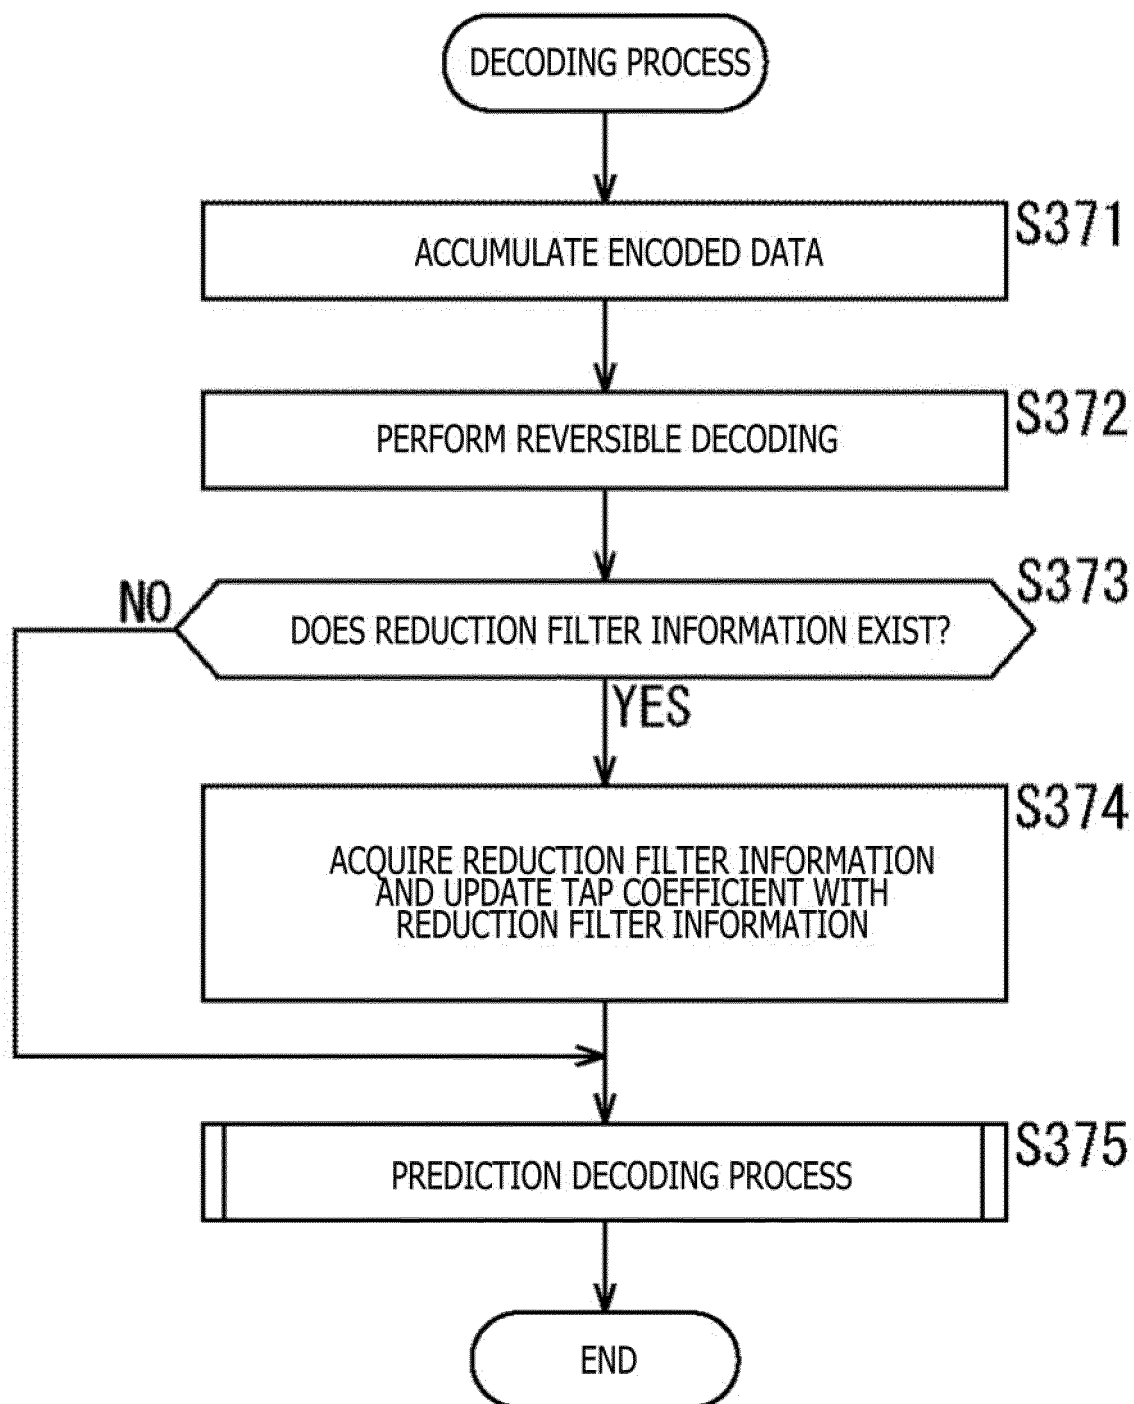 DECODING PROCESS
S371
ACCUMULATE ENCODED DATA
S372
PERFORM REVERSIBLE DECODING
S373
NO
DOES REDUCTION FILTER INFORMATION EXIST?
YES
S374
ACQUIRE REDUCTION FILTER INFORMATION
AND UPDATE TAP COEFFICIENT WITH
REDUCTION FILTER INFORMATION
S375
PREDICTION DECODING PROCESS
END